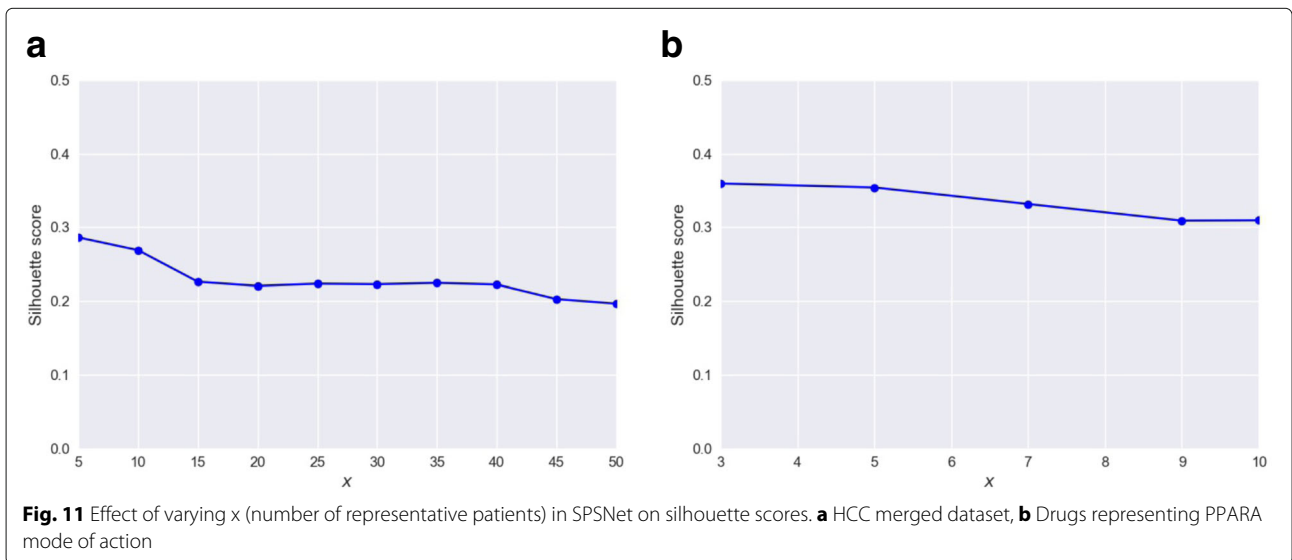 a
b
0.5
0.4
0.3
0.2
0.1
0.0
Silhouette score
5 10 15 20 25 30 35 40 45 50
x
0.5
0.4
0.3
0.2
0.1
0.0
Silhouette score
3 4 5 6 7 8 9 10
x
Fig. 11 Effect of varying x (number of representative patients) in SPSNet on silhouette scores. a HCC merged dataset, b Drugs representing PPARA
mode of action